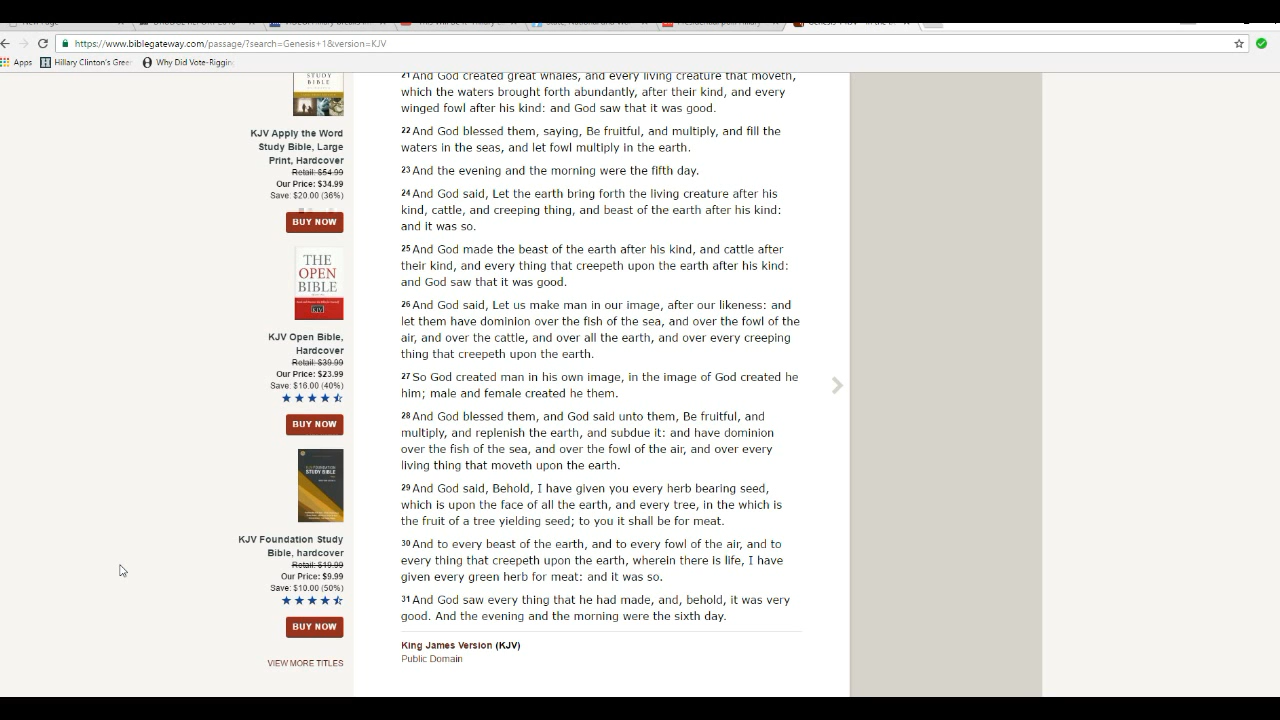 https://www.biblegateway.com/passage/?search=Genesis+1&version=KJV
Apps
Hillary Clinton's Green
Why Did Vote-Rigging
STUDY
BIBLE
KJV Apply the Word
Study Bible, Large
Print, Hardcover
Retail: $54.99
Our Price: $34.99
Save: $20.00 (36%)
BUY NOW
THE
OPEN
BIBLE
KJV Open Bible,
Hardcover
Retail: $39.99
Our Price: $23.99
Save: $16.00 (40%)
BUY NOW
STUDY BIBLE
KJV Foundation Study
Bible, hardcover
Retail: $19.99
Our Price: $9.99
Save: $10.00 (50%)
BUY NOW
VIEW MORE TITLES
21 And God created great whales, and every living creature that moveth,
which the waters brought forth abundantly, after their kind, and every
winged fowl after his kind: and God saw that it was good.
22 And God blessed them, saying, Be fruitful, and multiply, and fill the
waters in the seas, and let fowl multiply in the earth.
23 And the evening and the morning were the fifth day.
24 And God said, Let the earth bring forth the living creature after his
kind, cattle, and creeping thing, and beast of the earth after his kind:
and it was so.
25 And God made the beast of the earth after his kind, and cattle after
their kind, and every thing that creepeth upon the earth after his kind:
and God saw that it was good.
26 And God said, Let us make man in our image, after our likeness: and
let them have dominion over the fish of the sea, and over the fowl of the
air, and over the cattle, and over all the earth, and over every creeping
thing that creepeth upon the earth.
27 So God created man in his own image, in the image of God created he
him; male and female created he them.
28 And God blessed them, and God said unto them, Be fruitful, and
multiply, and replenish the earth, and subdue it: and have dominion
over the fish of the sea, and over the fowl of the air, and over every
living thing that moveth upon the earth.
29 And God said, Behold, I have given you every herb bearing seed,
which is upon the face of all the earth, and every tree, in the which is
the fruit of a tree yielding seed; to you it shall be for meat.
30 And to every beast of the earth, and to every fowl of the air, and to
every thing that creepeth upon the earth, wherein there is life, I have
given every green herb for meat: and it was so.
31 And God saw every thing that he had made, and, behold, it was very
good. And the evening and the morning were the sixth day.
King James Version (KJV)
Public Domain